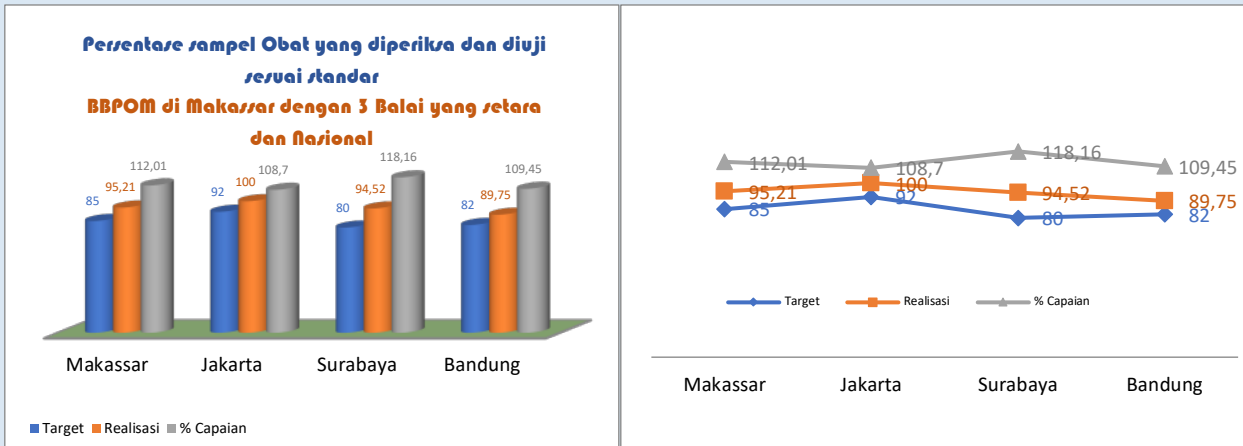 Persentase sampel Obat yang diperiksa dan diuji
sesuai standar
BBPOM di Makassar dengan 3 Balai yang setara
dan Nasional
85
95,21
112,01
92
100
108,7
80
94,52
118,16
82
89,75
109,45
Makassar
Jakarta
Surabaya
Bandung
Target
Realisasi
% Capaian
112,01
108,7
118,16
109,45
95,21
100
94,52
89,75
85
92
80
82
Target
Realisasi
% Capaian
Makassar
Jakarta
Surabaya
Bandung